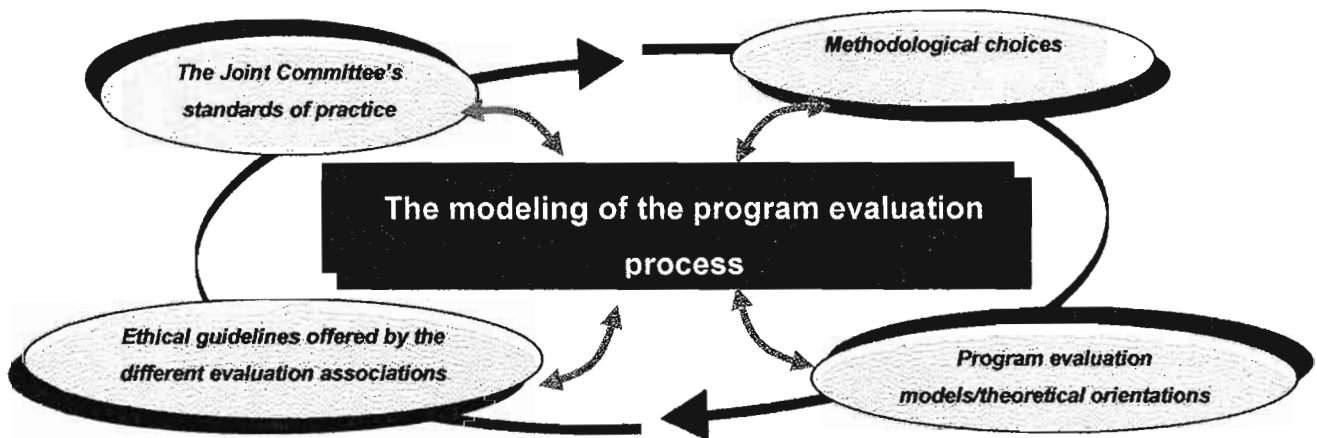 The Joint Committee's
standards of practice
Methodological choices
The modeling of the program evaluation
process
Ethical guidelines offered by the
different evaluation associations
Program evaluation
models/theoretical orientations